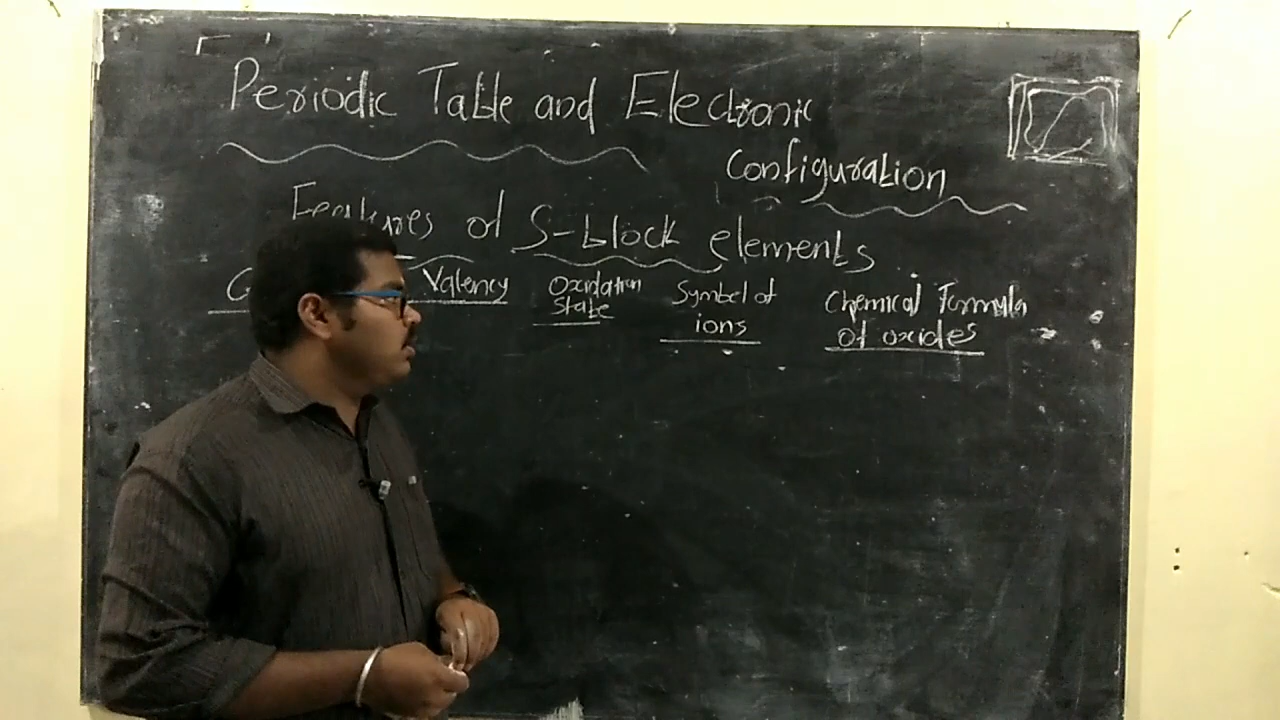 Periodic Table and Electronic
Configuration
Features of S-block elements
Valency Oxidation State Symbol of ions Chemical Formula of oxides